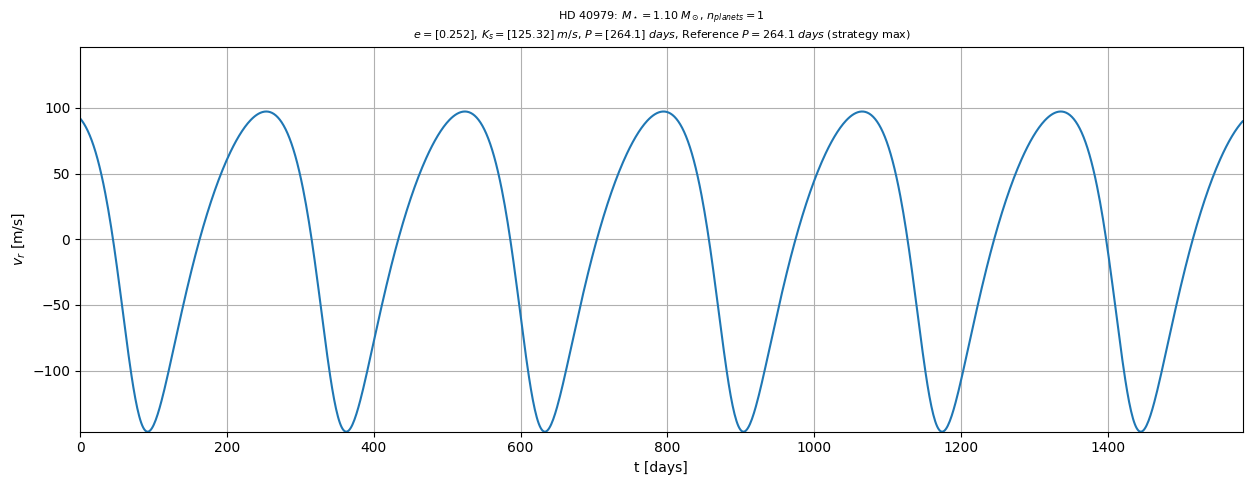 HD 40979: $M_\star = 1.10\ M_\odot$, $n_{planets} = 1$
$e = [0.252]$, $K_s = [125.32]\ m/s$, $P = [264.1]\ days$, Reference $P = 264.1\ days$ (strategy max)
100
50
0
−50
−100
$v_r$ [m/s]
0 200 400 600 800 1000 1200 1400
t [days]